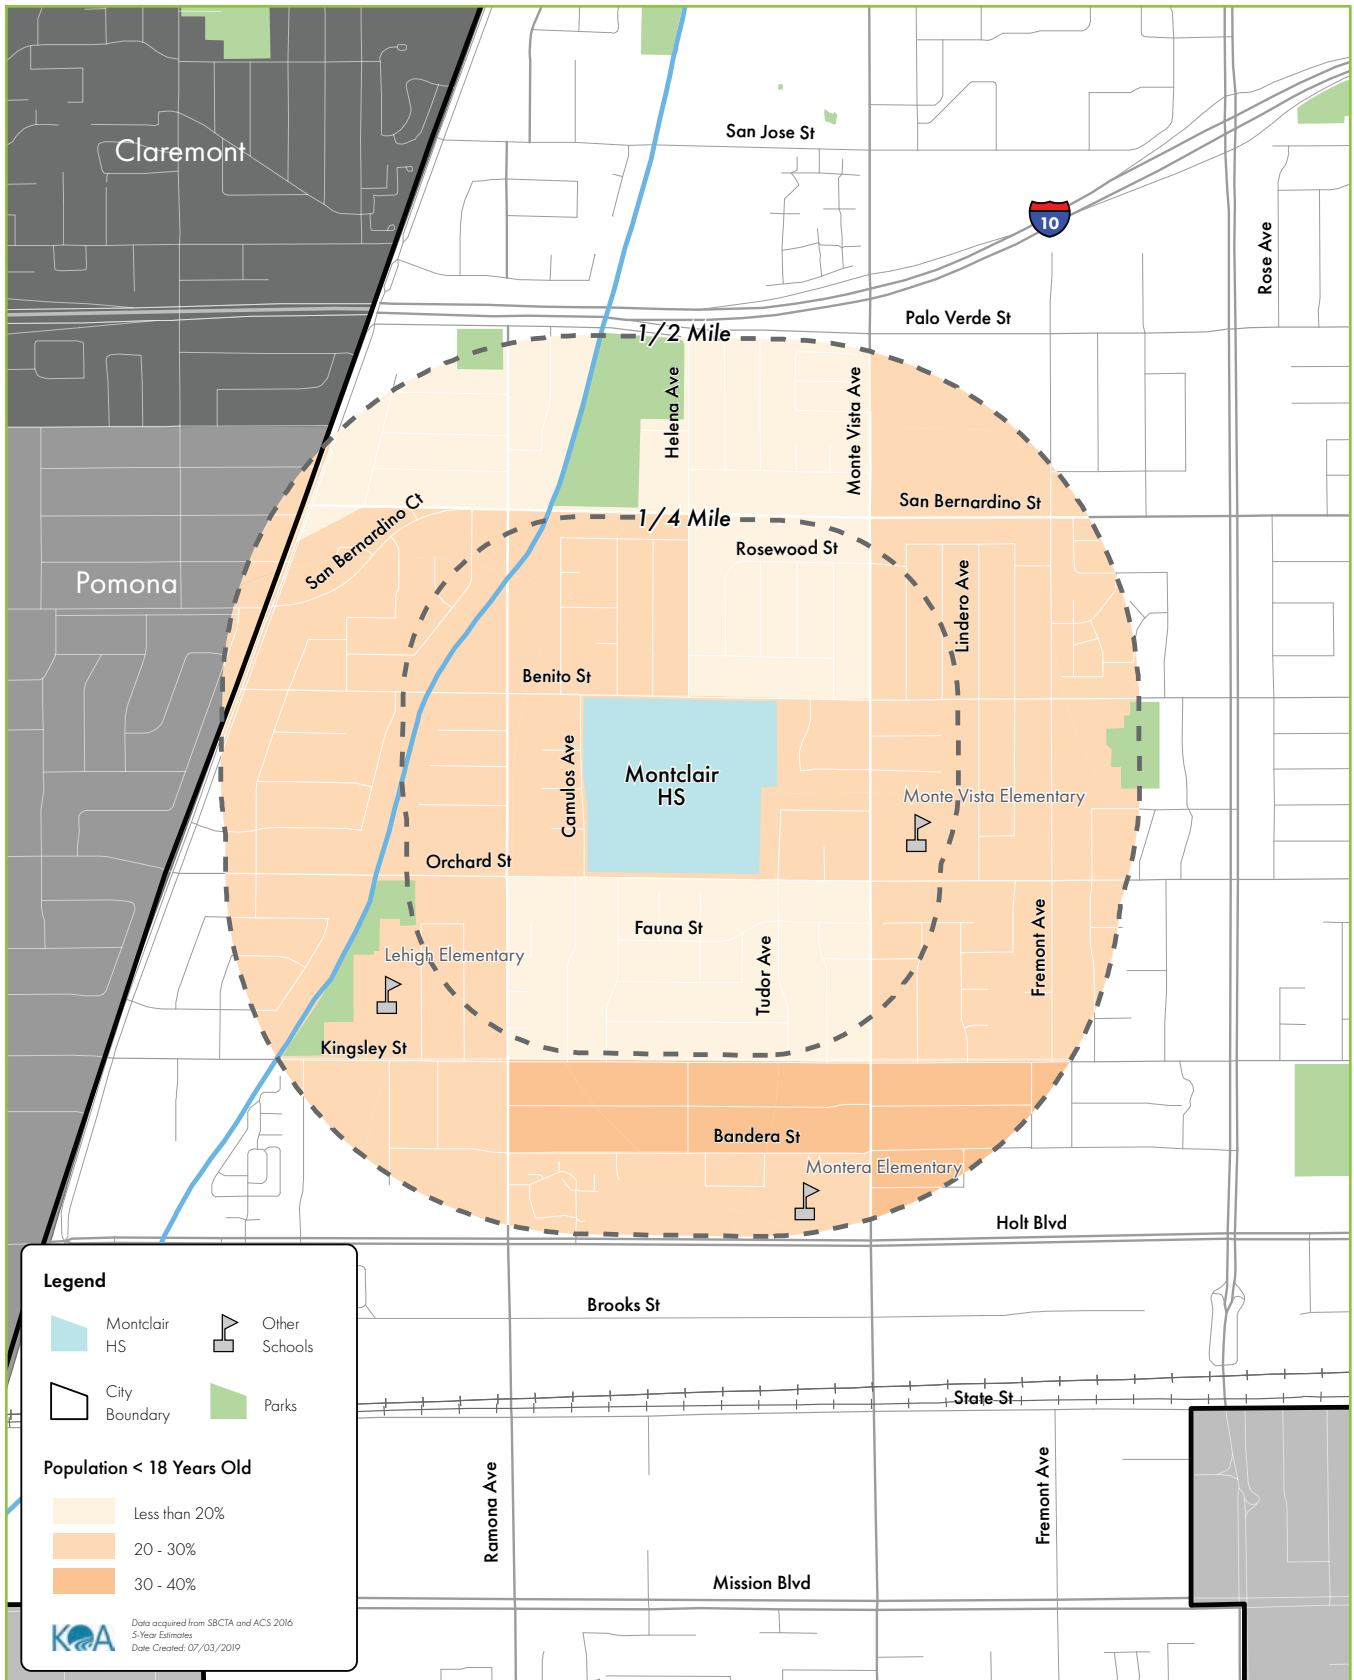 San Jose St
Claremont
10
Rose Ave
Palo Verde St
1/2 Mile
Helena Ave
Monte Vista Ave
San Bernardino Ct
San Bernardino St
1/4 Mile
Rosewood St
Lindero Ave
Pomona
Benito St
Camulos Ave
Montclair
HS
Monte Vista Elementary
Orchard St
Fauna St
Fremont Ave
Tudor Ave
Lehigh Elementary
Kingsley St
Bandera St
Montera Elementary
Holt Blvd
Brooks St
State St
Ramona Ave
Fremont Ave
Mission Blvd
Legend
Montclair
HS
Other
Schools
City
Boundary
Parks
Population < 18 Years Old
Less than 20%
20 - 30%
30 - 40%
KOA
Data acquired from SBCTA and ACS 2016
5-Year Estimates
Date Created: 07/03/2019